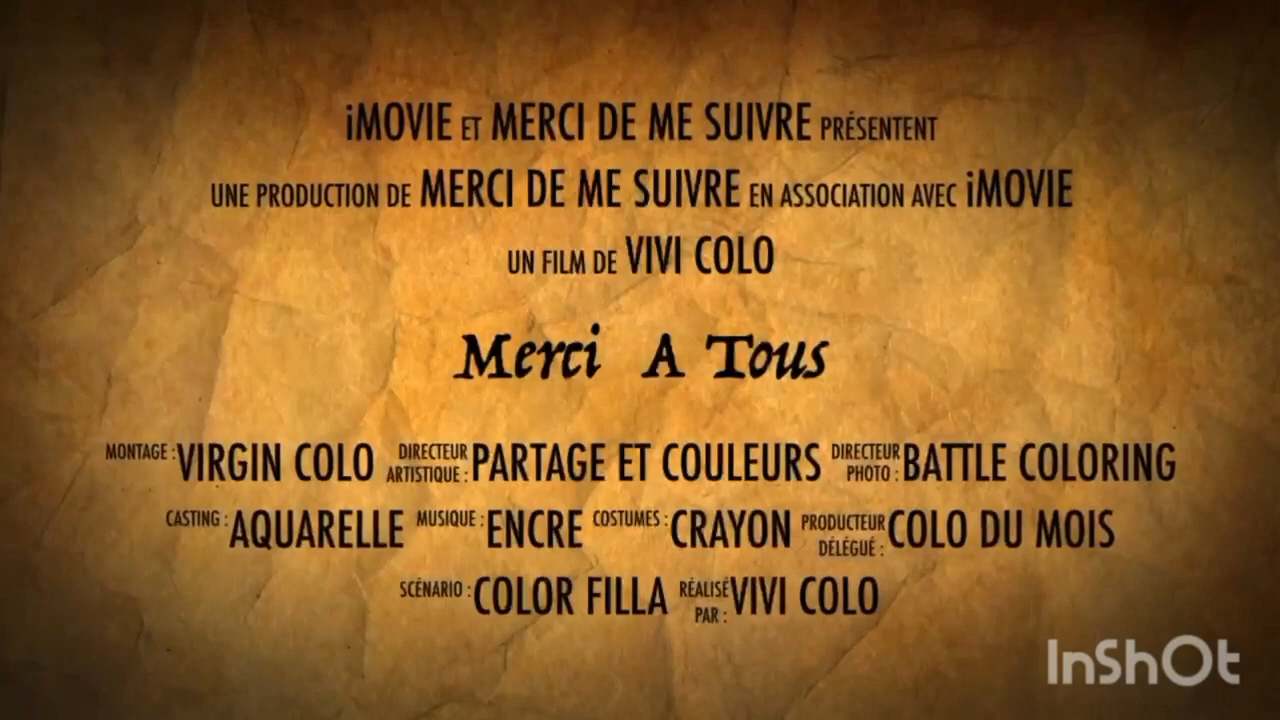 iMOVIE ET MERCI DE ME SUIVRE PRÉSENTENT
UNE PRODUCTION DE MERCI DE ME SUIVRE EN ASSOCIATION AVEC iMOVIE
UN FILM DE VIVI COLO
Merci A Tous
MONTAGE : VIRGIN COLO DIRECTEUR ARTISTIQUE : PARTAGE ET COULEURS DIRECTEUR PHOTO : BATTLE COLORING
CASTING : AQUARELLE MUSIQUE : ENCRE COSTUMES : CRAYON PRODUCTEUR DÉLÉGUÉ : COLO DU MOIS
SCÉNARIO : COLOR FILLA RÉALISÉ PAR : VIVI COLO
InShOt